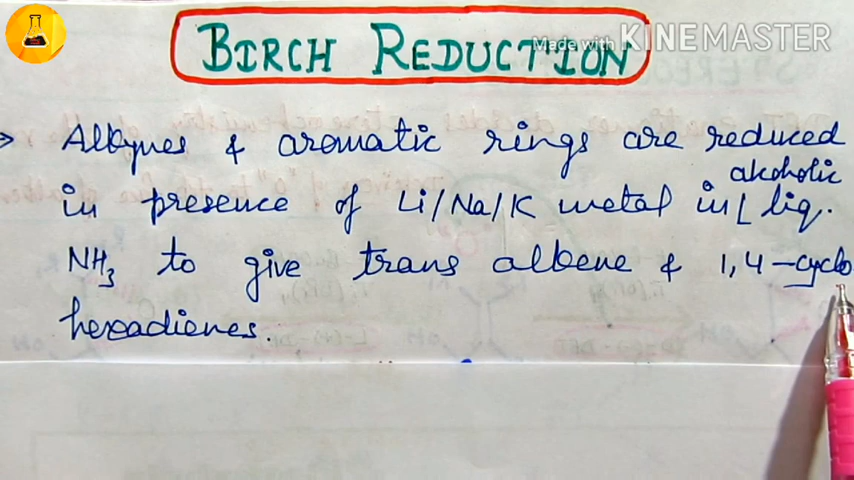 Made with KINEMASTER
BIRCH REDUCTION
→ Alkynes & aromatic rings are reduced
alcoholic
in presence of Li/Na/K metal in [ liq.
NH3 to give trans alkene & 1,4-cyclo
hexadienes.